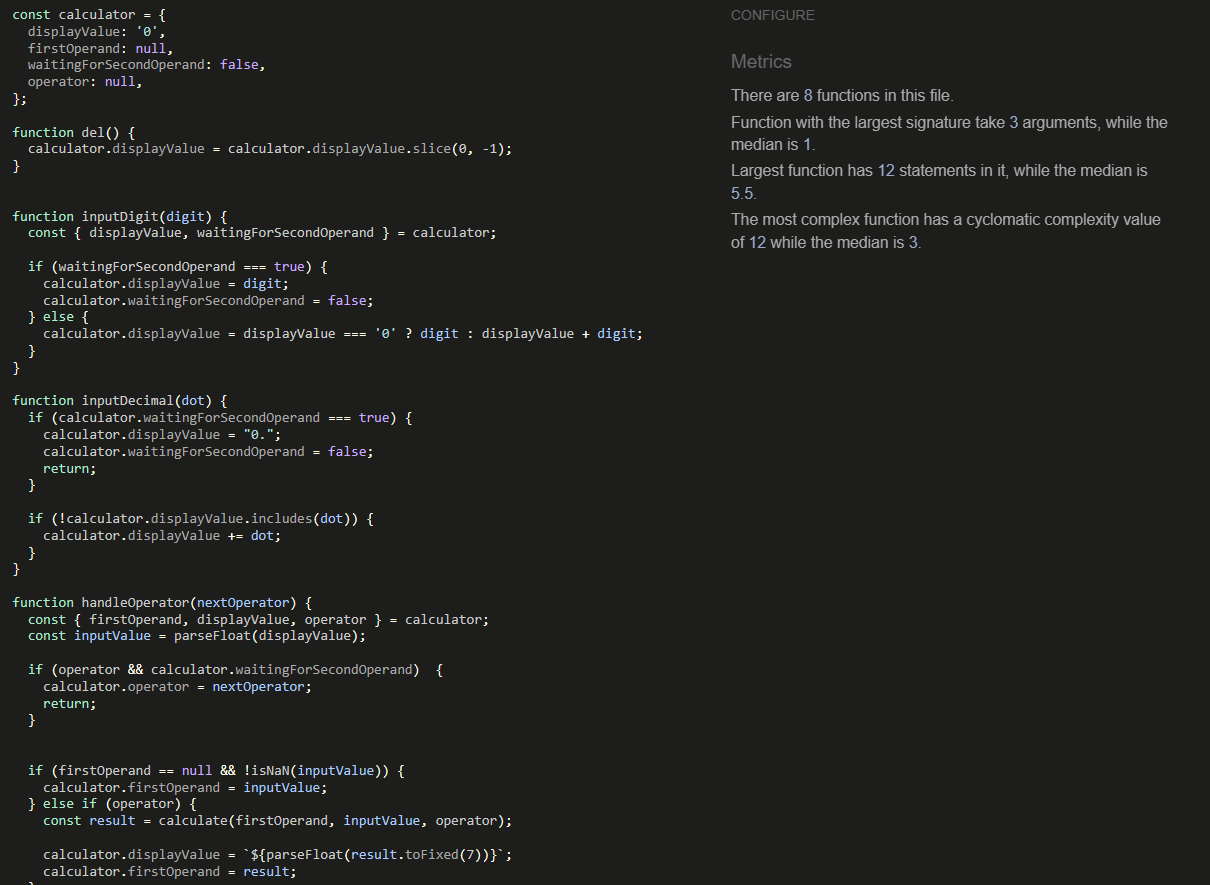 const calculator = {
  displayValue: '0',
  firstOperand: null,
  waitingForSecondOperand: false,
  operator: null,
};

function del() {
  calculator.displayValue = calculator.displayValue.slice(0, -1);
}

function inputDigit(digit) {
  const { displayValue, waitingForSecondOperand } = calculator;

  if (waitingForSecondOperand === true) {
    calculator.displayValue = digit;
    calculator.waitingForSecondOperand = false;
  } else {
    calculator.displayValue = displayValue === '0' ? digit : displayValue + digit;
  }
}

function inputDecimal(dot) {
  if (calculator.waitingForSecondOperand === true) {
    calculator.displayValue = "0.";
    calculator.waitingForSecondOperand = false;
    return;
  }

  if (!calculator.displayValue.includes(dot)) {
    calculator.displayValue += dot;
  }
}

function handleOperator(nextOperator) {
  const { firstOperand, displayValue, operator } = calculator;
  const inputValue = parseFloat(displayValue);

  if (operator && calculator.waitingForSecondOperand)  {
    calculator.operator = nextOperator;
    return;
  }

  if (firstOperand == null && !isNaN(inputValue)) {
    calculator.firstOperand = inputValue;
  } else if (operator) {
    const result = calculate(firstOperand, inputValue, operator);

    calculator.displayValue = `${parseFloat(result.toFixed(7))}`;
    calculator.firstOperand = result;
CONFIGURE
Metrics
There are 8 functions in this file.
Function with the largest signature take 3 arguments, while the
median is 1.
Largest function has 12 statements in it, while the median is
5.5.
The most complex function has a cyclomatic complexity value
of 12 while the median is 3.